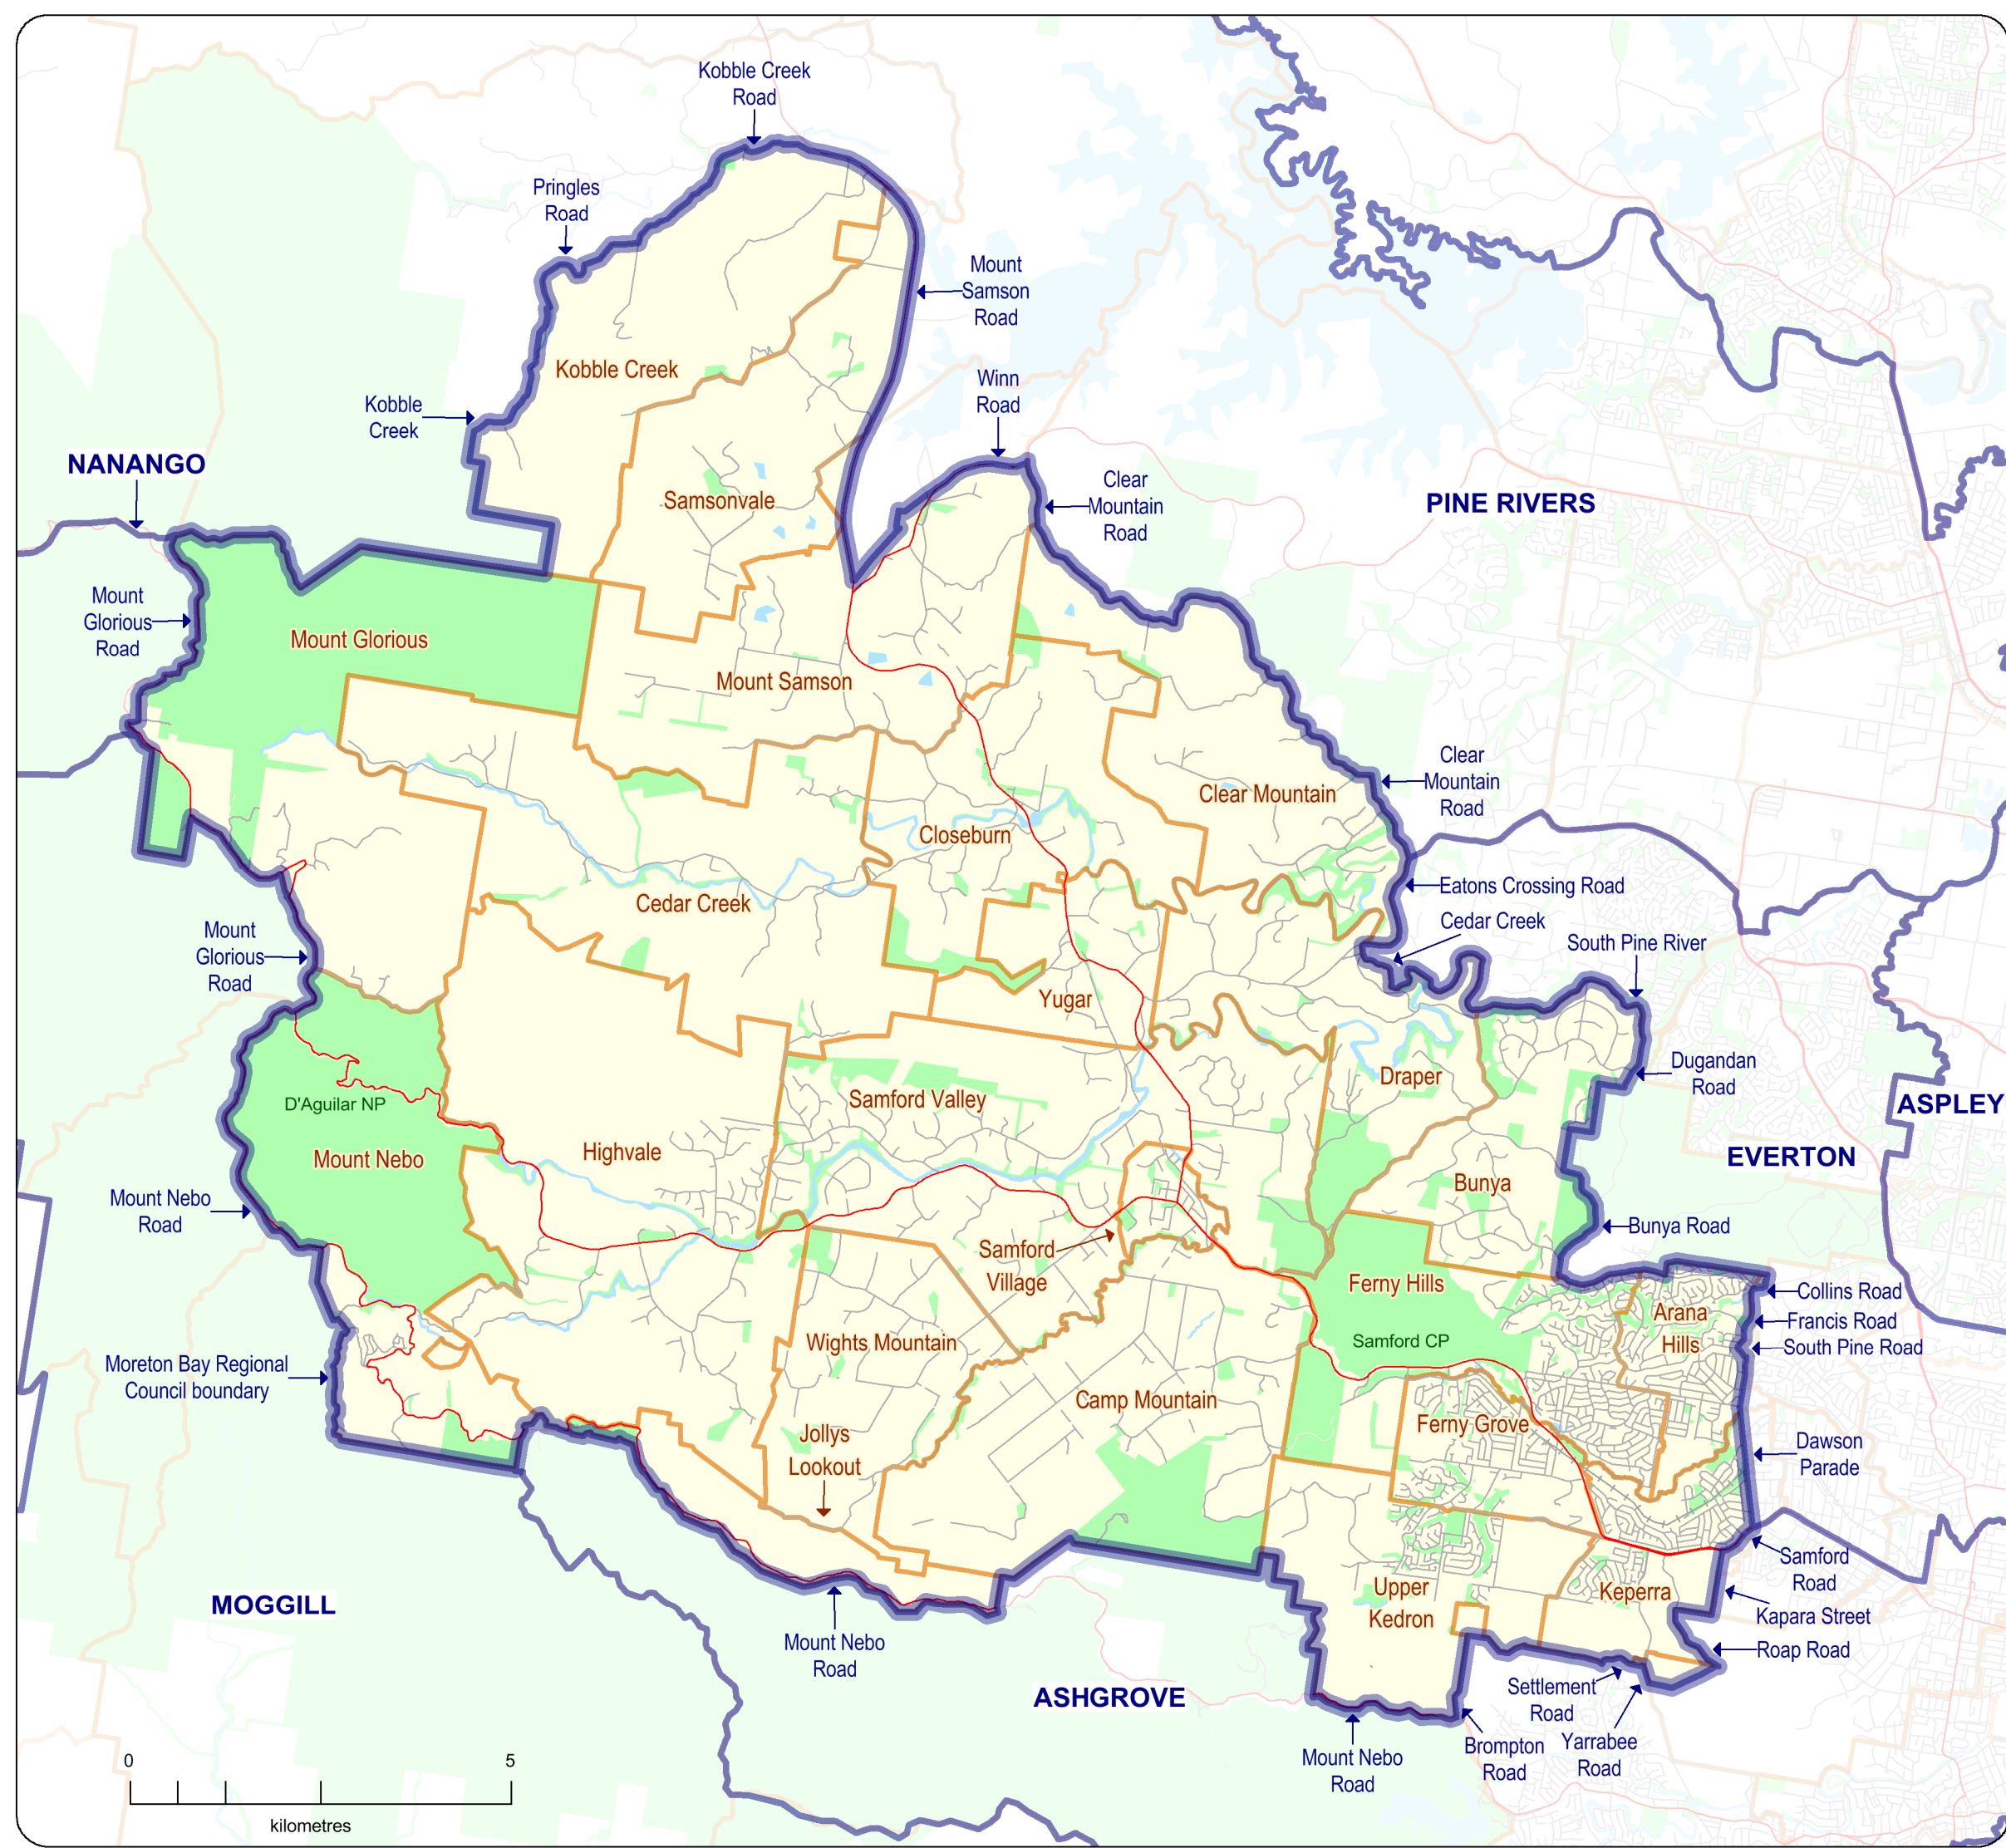 Kobble Creek
Road
Pringles
Road
Mount
Samson
Road
Kobble Creek
Winn
Road
Kobble
Creek
NANANGO
Clear
Mountain
Road
PINE RIVERS
Samsonvale
Mount
Glorious
Road
Mount Glorious
Mount Samson
Clear
Mountain
Road
Clear Mountain
Closeburn
Eatons Crossing Road
Cedar Creek
Cedar Creek
South Pine River
Mount
Glorious
Road
Yugar
Dugandan
Road
Draper
D'Aguilar NP
Samford Valley
ASPLEY
Mount Nebo
Highvale
EVERTON
Bunya
Mount Nebo
Road
Bunya Road
Samford
Village
Ferny Hills
Collins Road
Arana
Hills
Francis Road
Samford CP
South Pine Road
Wights Mountain
Moreton Bay Regional
Council boundary
Camp Mountain
Ferny Grove
Jollys
Lookout
Dawson
Parade
Samford
Road
Upper
Kedron
Keperra
MOGGILL
Kapara Street
Mount Nebo
Road
Roap Road
ASHGROVE
Settlement
Road
Yarrabee
Road
Brompton
Road
Mount Nebo
Road
0 5
kilometres